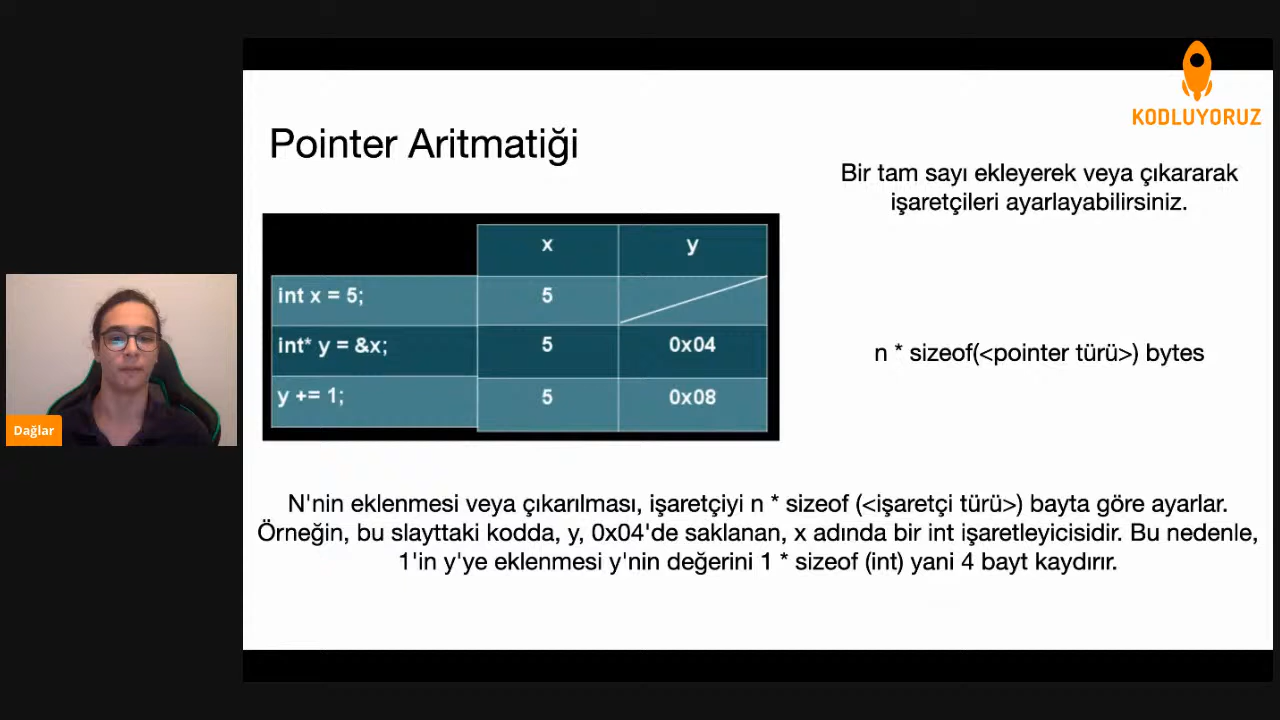 KODLUYORUZ
Pointer Aritmatiği
Bir tam sayı ekleyerek veya çıkararak
işaretçileri ayarlayabilirsiniz.
x y
int x = 5; 5
int* y = &x; 5 0x04
y += 1; 5 0x08
n * sizeof(<pointer türü>) bytes
Dağlar
N'nin eklenmesi veya çıkarılması, işaretçiyi n * sizeof (<işaretçi türü>) bayta göre ayarlar.
Örneğin, bu slayttaki kodda, y, 0x04'de saklanan, x adında bir int işaretleyicisidir. Bu nedenle,
1'in y'ye eklenmesi y'nin değerini 1 * sizeof (int) yani 4 bayt kaydırır.